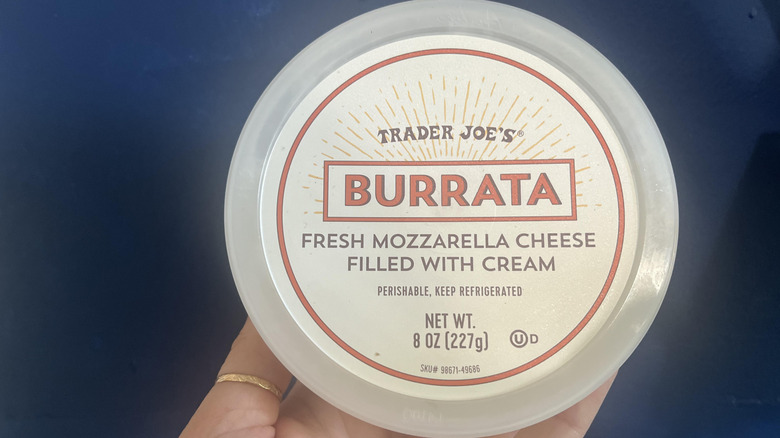 TRADER JOE'S®
BURRATA
FRESH MOZZARELLA CHEESE
FILLED WITH CREAM
PERISHABLE, KEEP REFRIGERATED
NET WT.
8 OZ (227g)
U D
SKU# 98671-49686